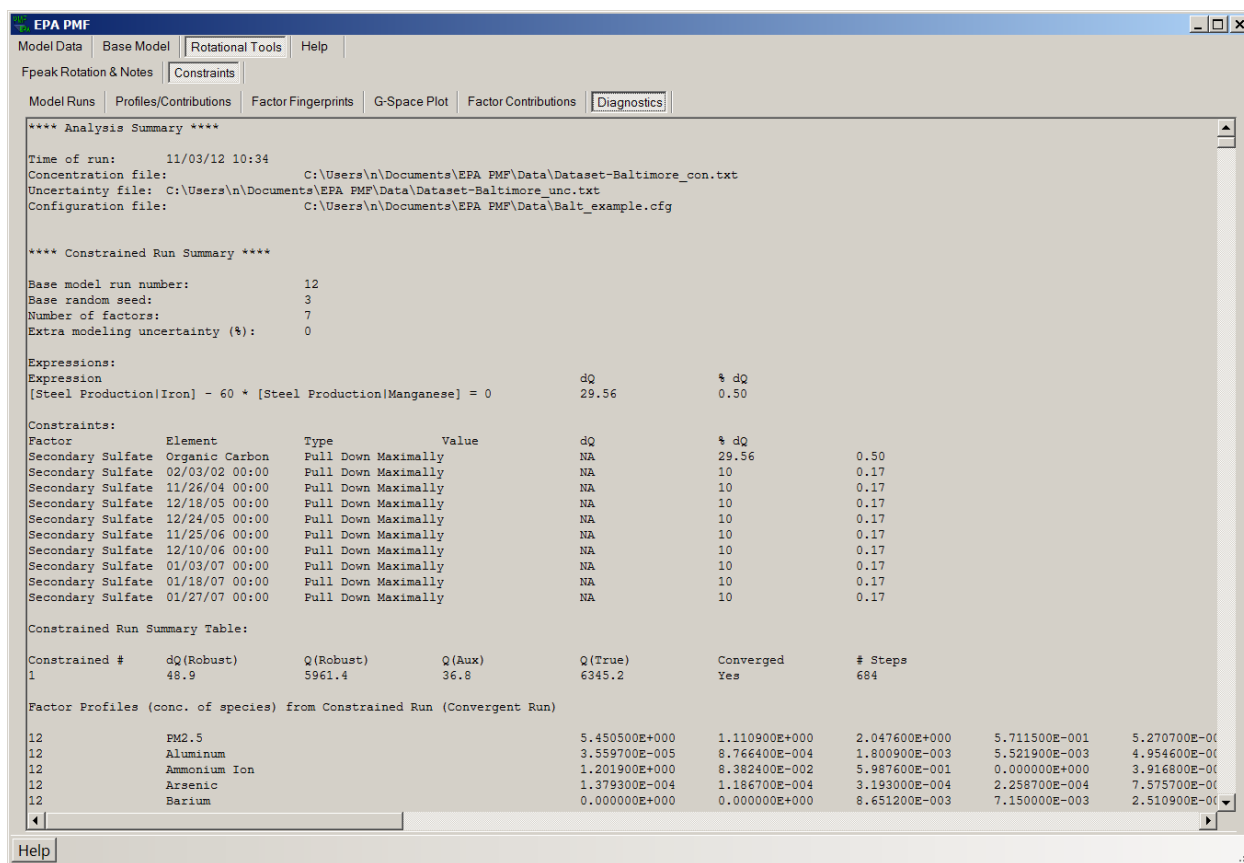 EPA PMF
Model Data Base Model Rotational Tools Help
Fpeak Rotation & Notes Constraints
Model Runs Profiles/Contributions Factor Fingerprints G-Space Plot Factor Contributions Diagnostics
**** Analysis Summary ****
Time of run: 11/03/12 10:34
Concentration file: C:\Users\n\Documents\EPA PMF\Data\Dataset-Baltimore_con.txt
Uncertainty file: C:\Users\n\Documents\EPA PMF\Data\Dataset-Baltimore_unc.txt
Configuration file: C:\Users\n\Documents\EPA PMF\Data\Balt_example.cfg
**** Constrained Run Summary ****
Base model run number: 12
Base random seed: 3
Number of factors: 7
Extra modeling uncertainty (%): 0
Expressions:
Expression dQ % dQ
[Steel Production|Iron] - 60 * [Steel Production|Manganese] = 0 29.56 0.50
Constraints:
Factor Element Type Value dQ % dQ
Secondary Sulfate Organic Carbon Pull Down Maximally NA 29.56 0.50
Secondary Sulfate 02/03/02 00:00 Pull Down Maximally NA 10 0.17
Secondary Sulfate 11/26/04 00:00 Pull Down Maximally NA 10 0.17
Secondary Sulfate 12/18/05 00:00 Pull Down Maximally NA 10 0.17
Secondary Sulfate 12/24/05 00:00 Pull Down Maximally NA 10 0.17
Secondary Sulfate 11/25/06 00:00 Pull Down Maximally NA 10 0.17
Secondary Sulfate 12/10/06 00:00 Pull Down Maximally NA 10 0.17
Secondary Sulfate 01/03/07 00:00 Pull Down Maximally NA 10 0.17
Secondary Sulfate 01/18/07 00:00 Pull Down Maximally NA 10 0.17
Secondary Sulfate 01/27/07 00:00 Pull Down Maximally NA 10 0.17
Constrained Run Summary Table:
Constrained # dQ(Robust) Q(Robust) Q(Aux) Q(True) Converged # Steps
1 48.9 5961.4 36.8 6345.2 Yes 684
Factor Profiles (conc. of species) from Constrained Run (Convergent Run)
12 PM2.5 5.450500E+000 1.110900E+000 2.047600E+000 5.711500E-001
12 Aluminum 3.559700E-005 8.766400E-004 1.800900E-003 5.521900E-003
12 Ammonium Ion 1.201900E+000 8.382400E-002 5.987600E-001 0.000000E+000
12 Arsenic 1.379300E-004 1.186700E-004 3.193000E-004 2.258700E-004
12 Barium 0.000000E+000 0.000000E+000 8.651200E-003 7.150000E-003
Help